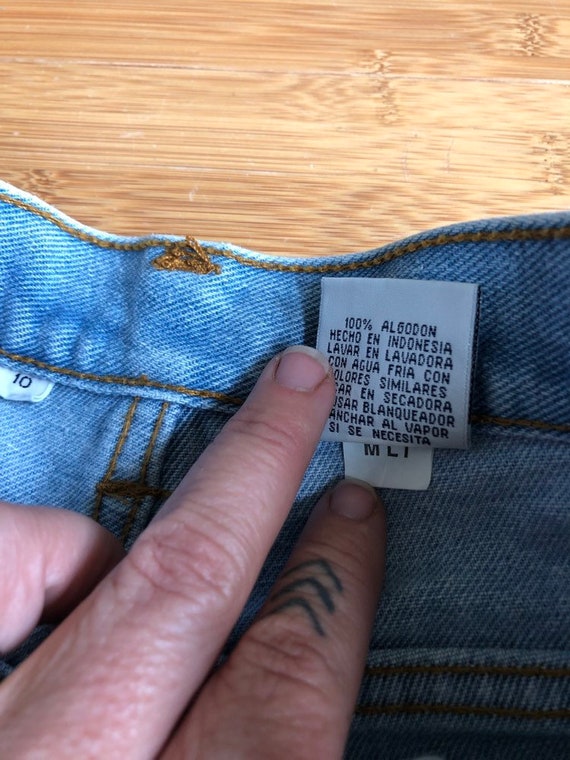 100% ALGODON
HECHO EN INDONESIA
LAVAR EN LAVADORA
CON AGUA FRIA CON
COLORES SIMILARES
EN SECADORA
BLANQUEADOR
AL VAPOR
SI SE NECESITA
10